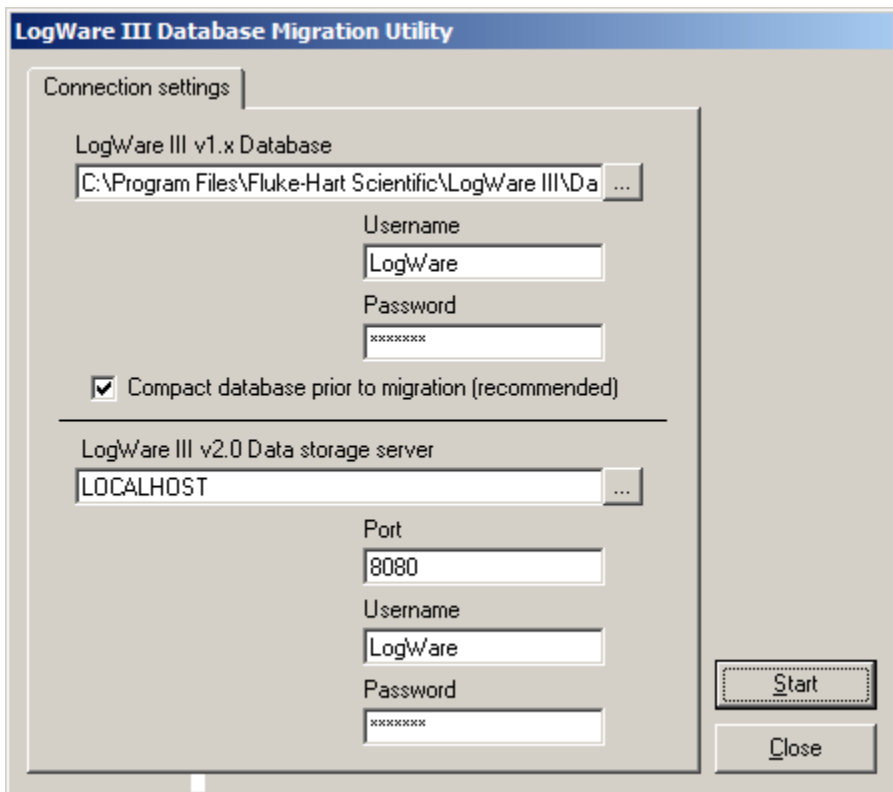 LogWare III Database Migration Utility
Connection settings
LogWare III v1.x Database
C:\Program Files\Fluke-Hart Scientific\LogWare III\Da ...
Username
LogWare
Password
*******
Compact database prior to migration (recommended)
LogWare III v2.0 Data storage server
LOCALHOST ...
Port
8080
Username
LogWare
Password
*******
Start
Close